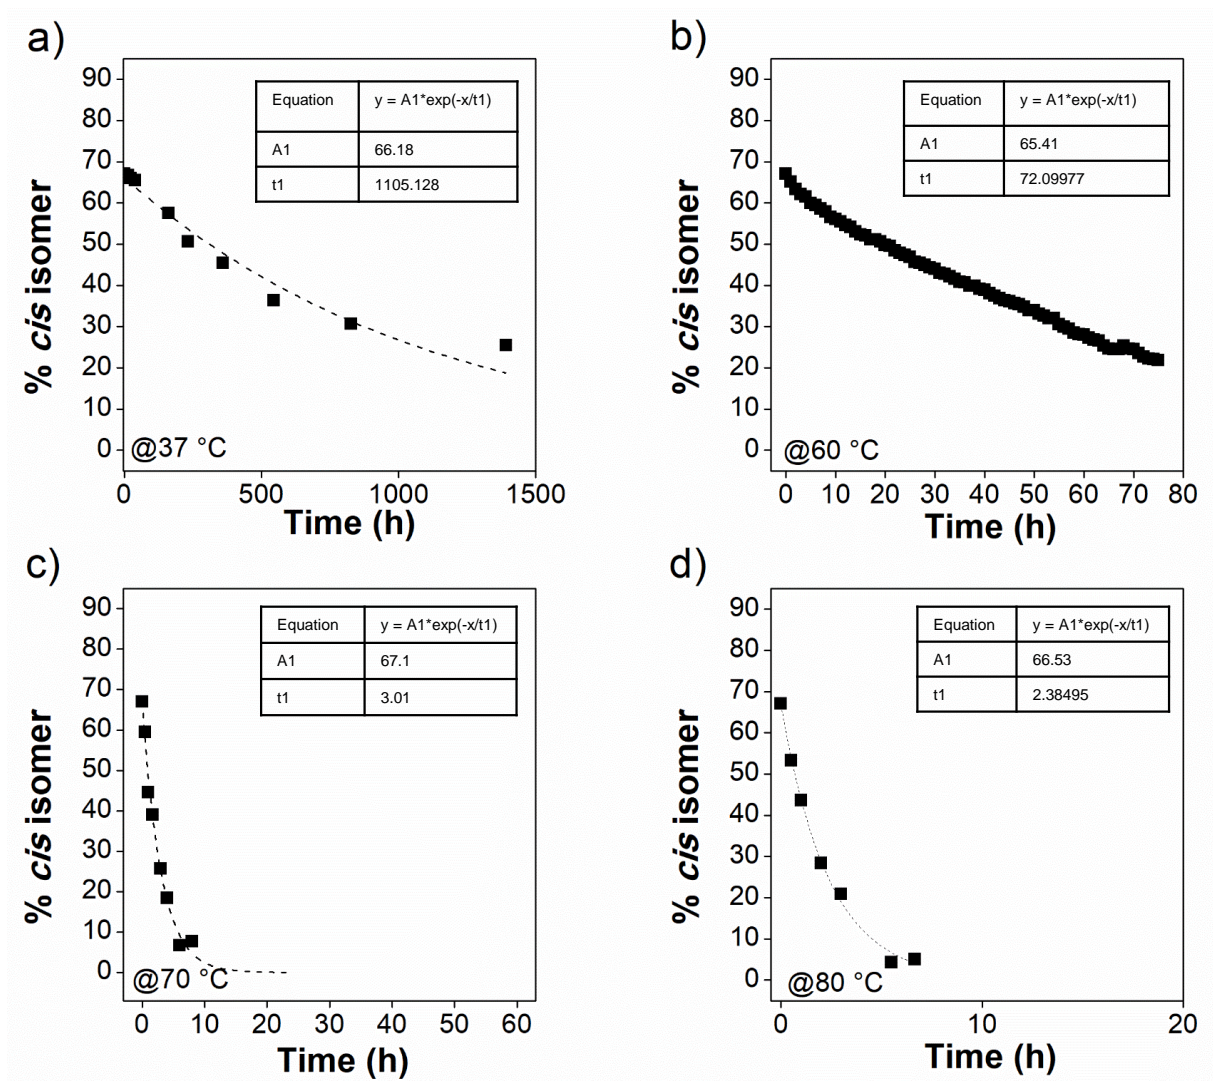 a)
% cis isomer
90
80
70
60
50
40
30
20
10
0
Equation y = A1*exp(-x/t1)
A1 66.18
t1 1105.128
@37 °C
0 500 1000 1500
Time (h)
b)
% cis isomer
90
80
70
60
50
40
30
20
10
0
Equation y = A1*exp(-x/t1)
A1 65.41
t1 72.09977
@60 °C
0 10 20 30 40 50 60 70 80
Time (h)
c)
% cis isomer
90
80
70
60
50
40
30
20
10
0
Equation y = A1*exp(-x/t1)
A1 67.1
t1 3.01
@70 °C
0 10 20 30 40 50 60
Time (h)
d)
% cis isomer
90
80
70
60
50
40
30
20
10
0
Equation y = A1*exp(-x/t1)
A1 66.53
t1 2.38495
@80 °C
0 10 20
Time (h)